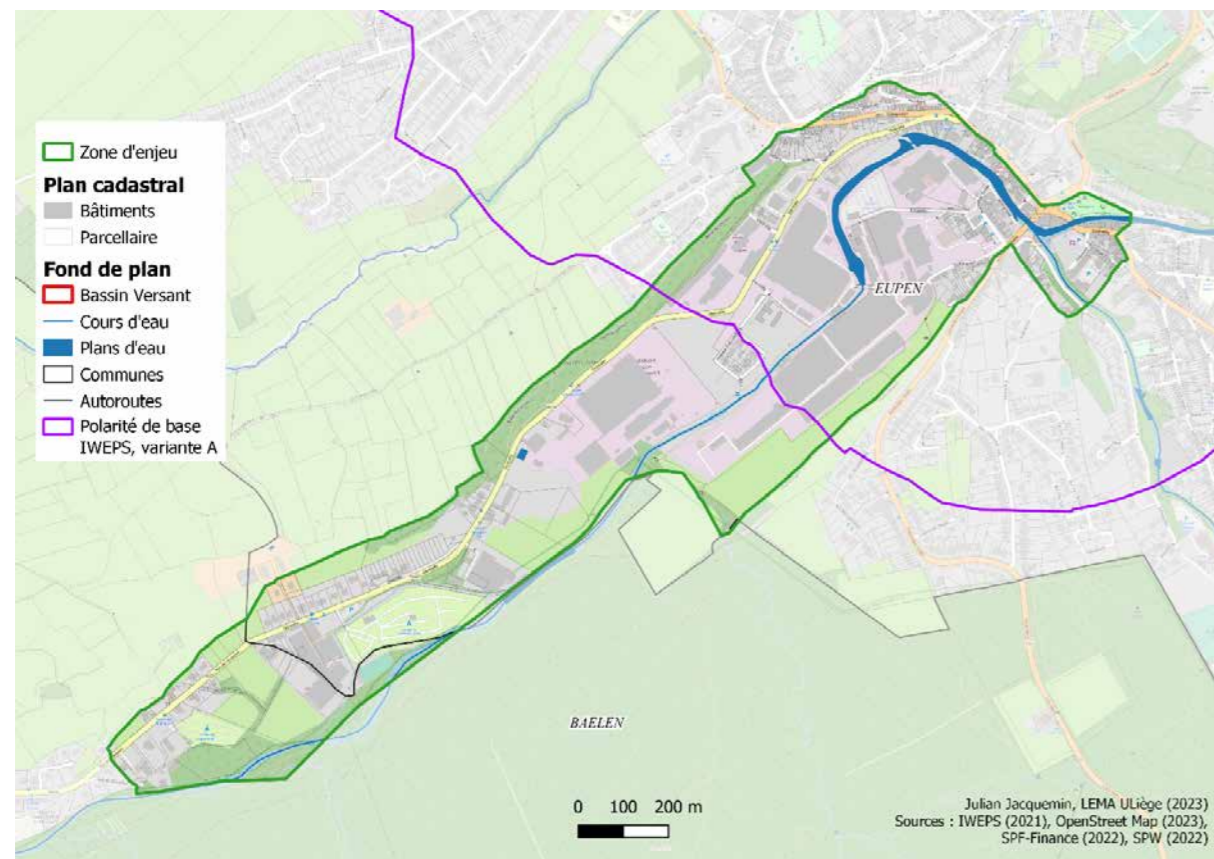 Zone d'enjeu
Plan cadastral
Bâtiments
Parcellaire
Fond de plan
Bassin Versant
Cours d'eau
Plans d'eau
Communes
Autoroutes
Polarité de base
IWEPS, variante A
EUPEN
BAELEN
0 100 200 m
Julian Jacquemin, LEMA ULiège (2023)
Sources : IWEPS (2021), OpenStreet Map (2023),
SPF-Finance (2022), SPW (2022)